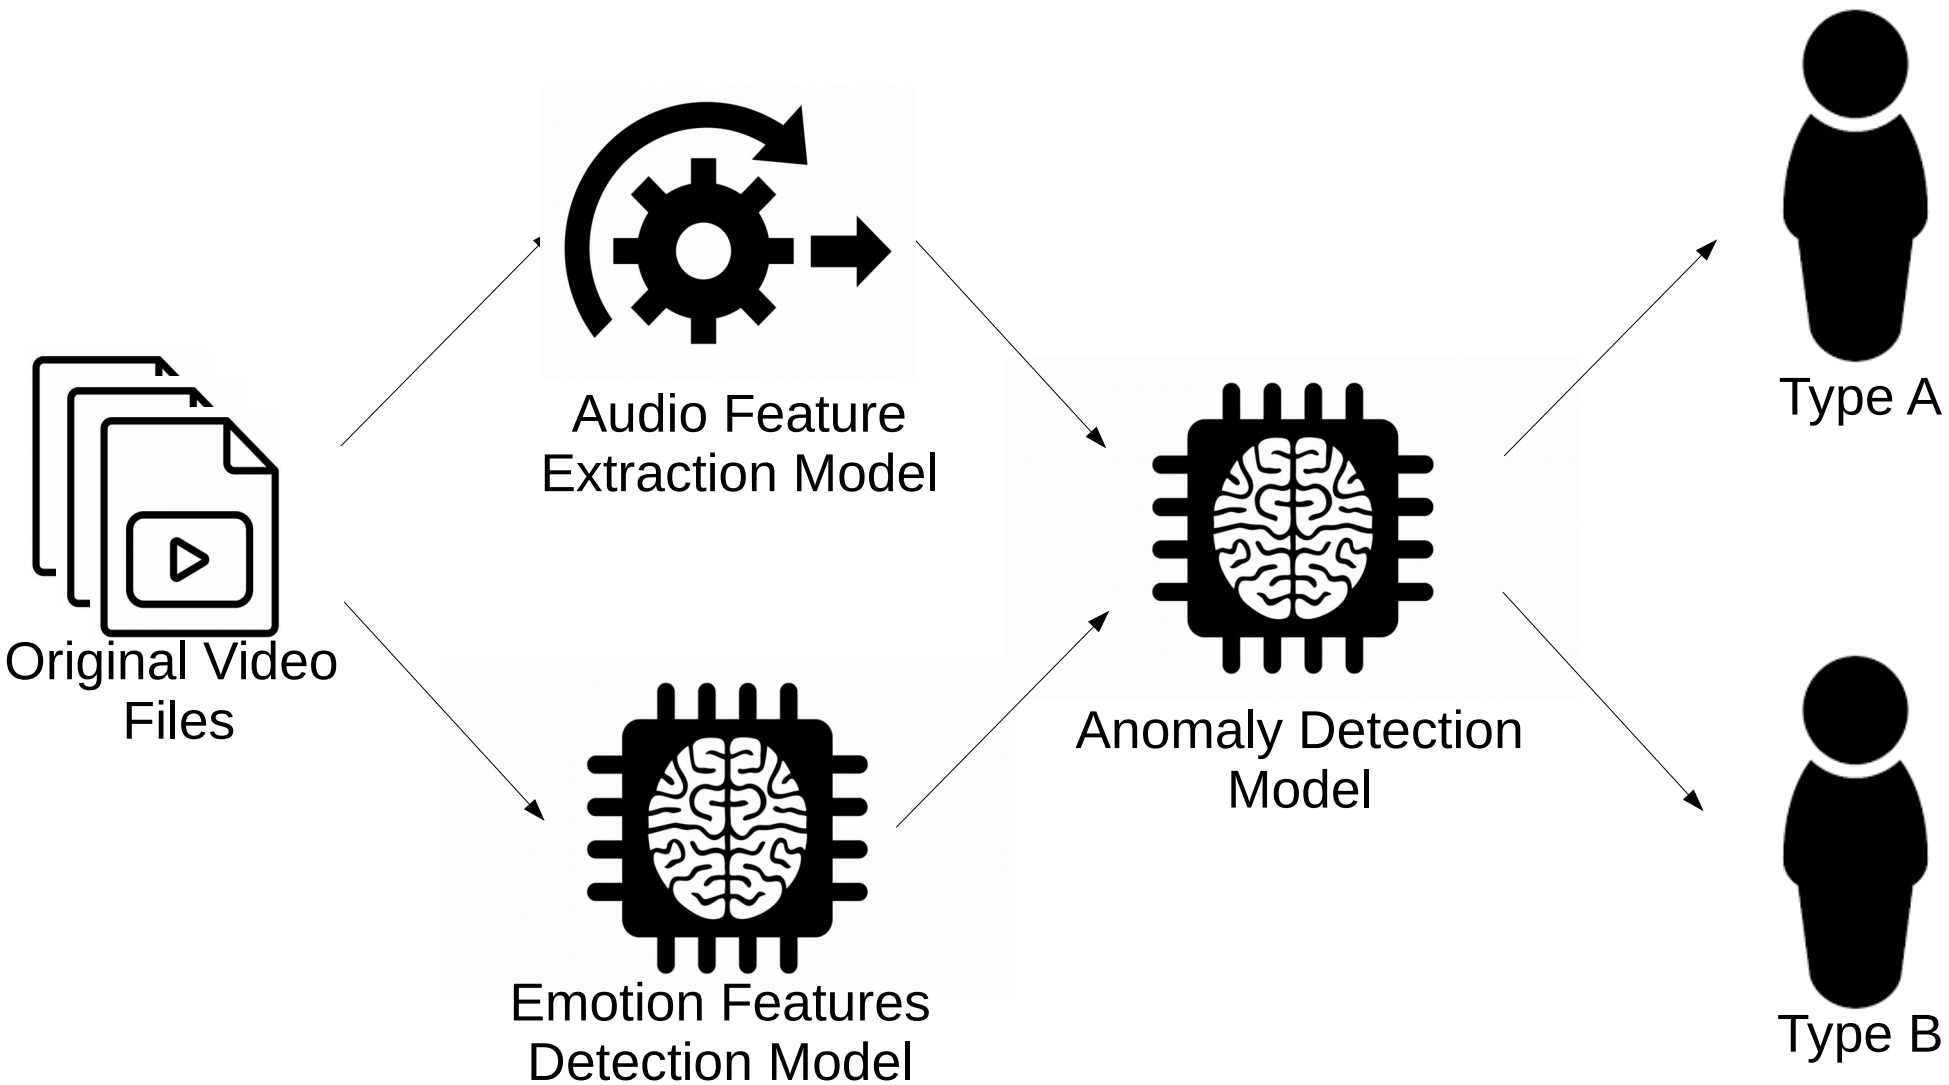 Audio Feature
Extraction Model
Original Video
Files
Emotion Features
Detection Model
Anomaly Detection
Model
Type A
Type B